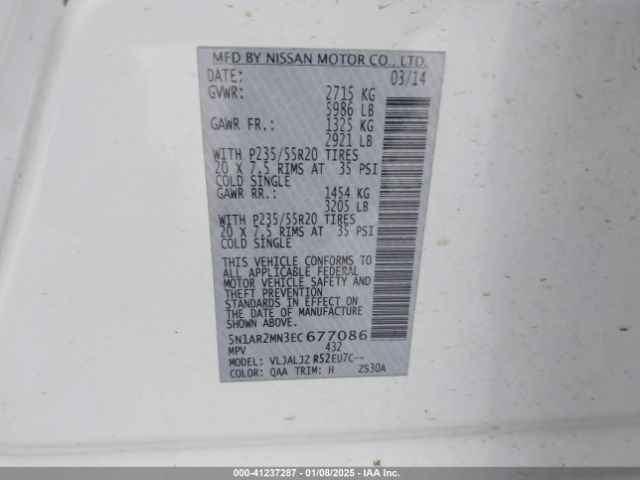 MFD BY NISSAN MOTOR CO., LTD.
DATE: 03/14
GVWR: 2715 KG
5986 LB
GAWR FR.: 1325 KG
2921 LB
WITH P235/55R20 TIRES
20 X 7.5 RIMS AT 35 PSI
COLD SINGLE
GAWR RR.: 1454 KG
3205 LB
WITH P235/55R20 TIRES
20 X 7.5 RIMS AT 35 PSI
COLD SINGLE
THIS VEHICLE CONFORMS TO
ALL APPLICABLE FEDERAL
MOTOR VEHICLE SAFETY AND
THEFT PREVENTION
STANDARDS IN EFFECT ON
THE DATE OF MANUFACTURE
SHOWN ABOVE.
5N1AR2MN3EC677086
MPV 432
MODEL: VLJALJZ R52EU7C--
COLOR: QAA TRIM: H ZS30A
000-41237287 - 01/08/2025 - IAA Inc.